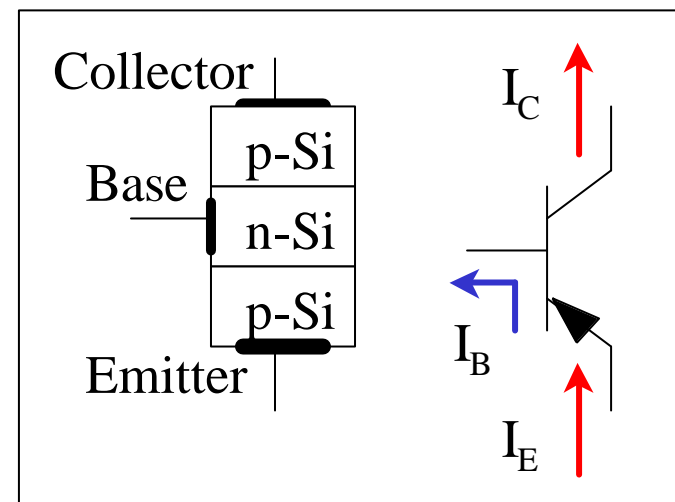 Collector
p-Si
Base
n-Si
p-Si
Emitter
I_C
I_B
I_E